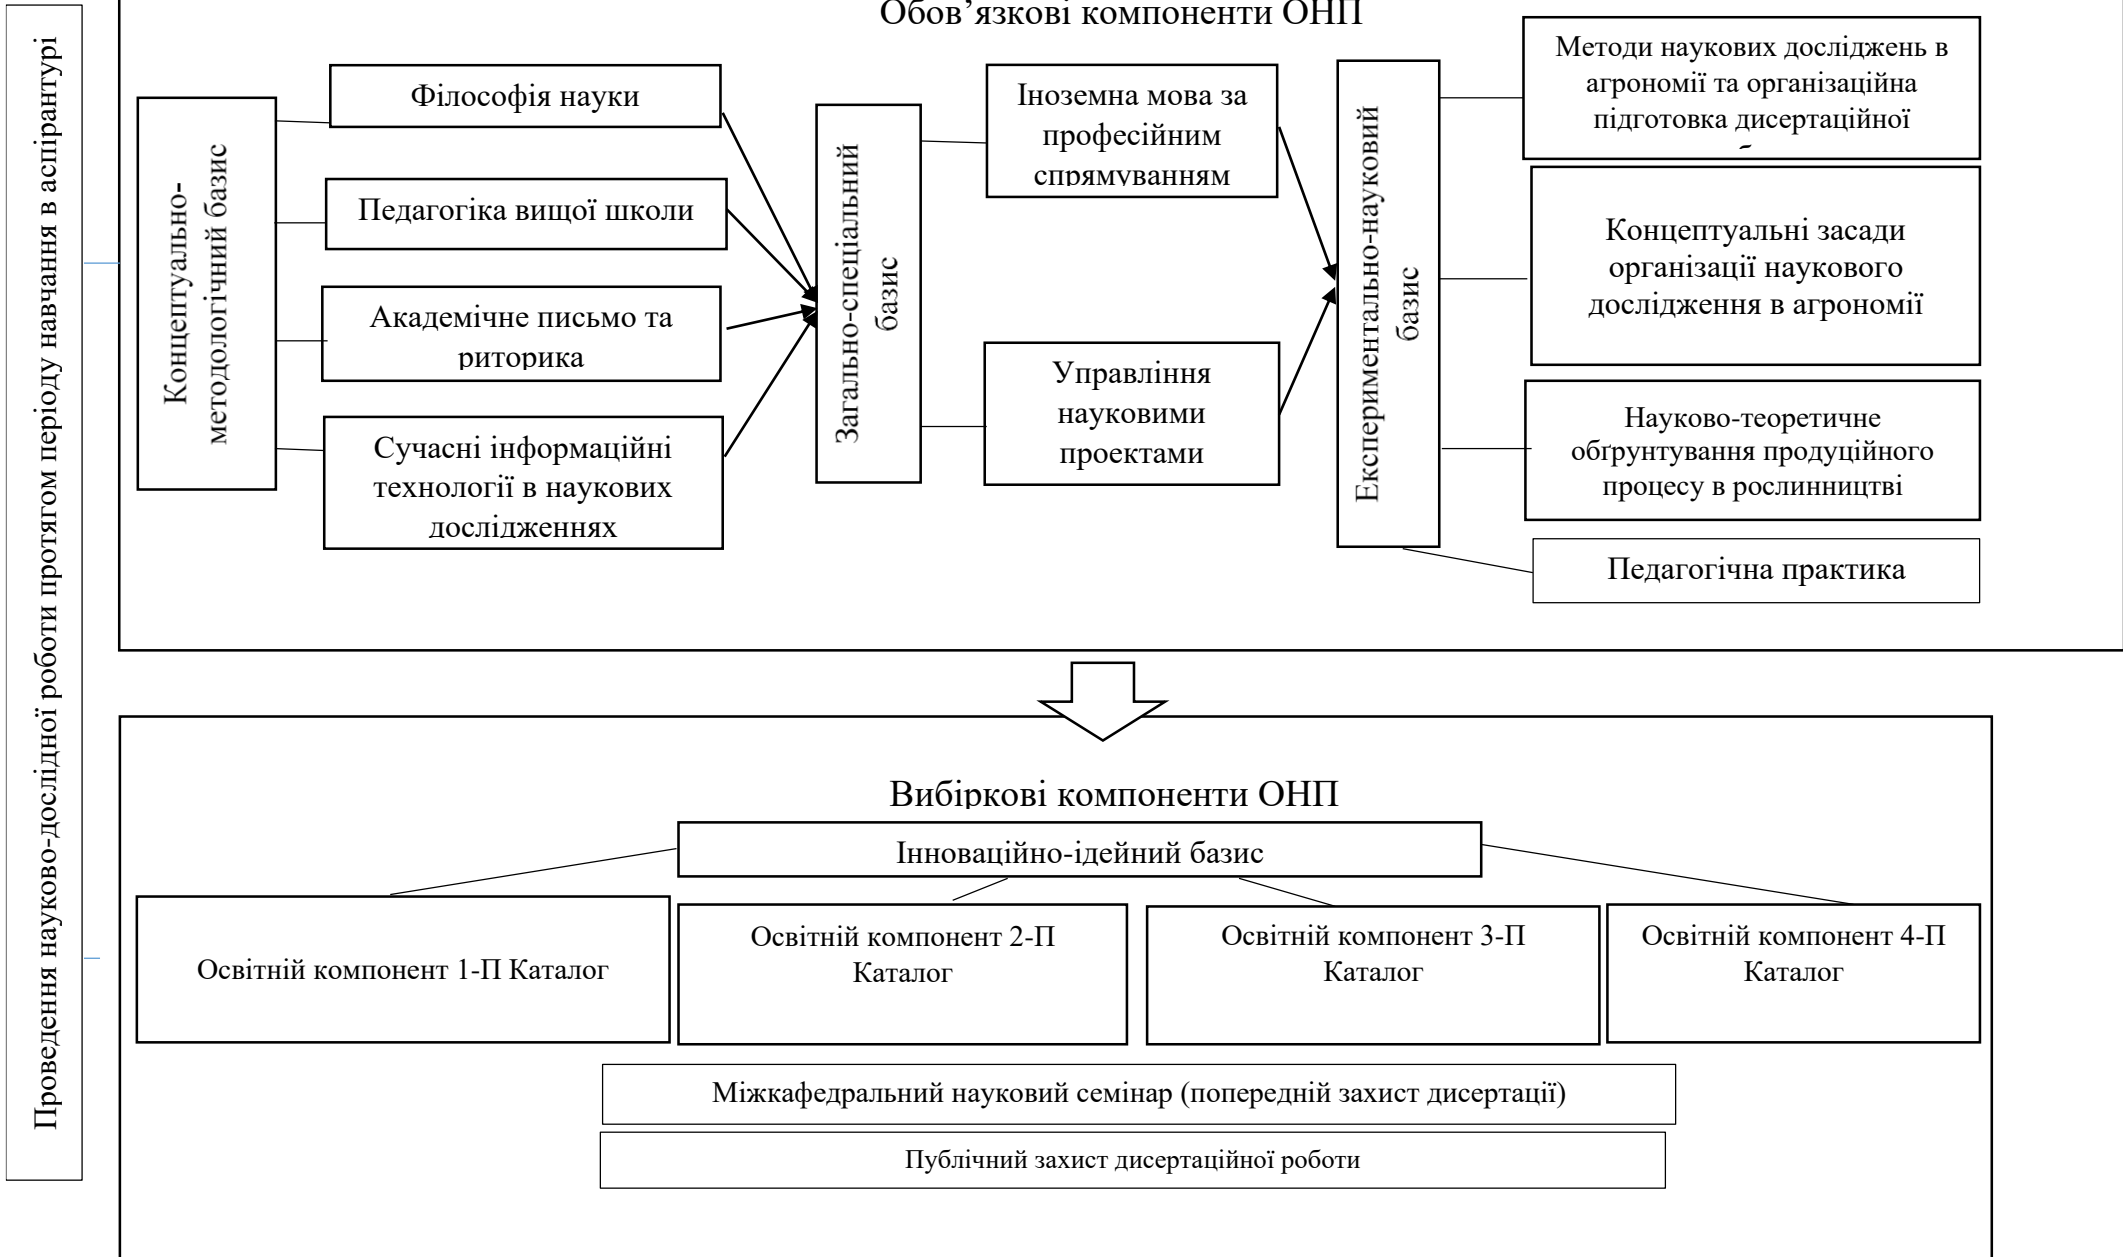 Проведення науково-дослідної роботи протягом періоду навчання в аспірантурі
Обов’язкові компоненти ОНП
Концептуально-
методологічний базис
Філософія науки
Педагогіка вищої школи
Академічне письмо та
риторика
Сучасні інформаційні
технології в наукових
дослідженнях
Загально-спеціальний
базис
Іноземна мова за
професійним
спрямуванням
Управління
науковими
проектами
Експериментально-науковий
базис
Методи наукових досліджень в
агрономії та організаційна
підготовка дисертаційної
Концептуальні засади
організації наукового
дослідження в агрономії
Науково-теоретичне
обґрунтування продуційного
процесу в рослинництві
Педагогічна практика
Вибіркові компоненти ОНП
Інноваційно-ідейний базис
Освітній компонент 1-П Каталог
Освітній компонент 2-П
Каталог
Освітній компонент 3-П
Каталог
Освітній компонент 4-П
Каталог
Міжкафедральний науковий семінар (попередній захист дисертації)
Публічний захист дисертаційної роботи